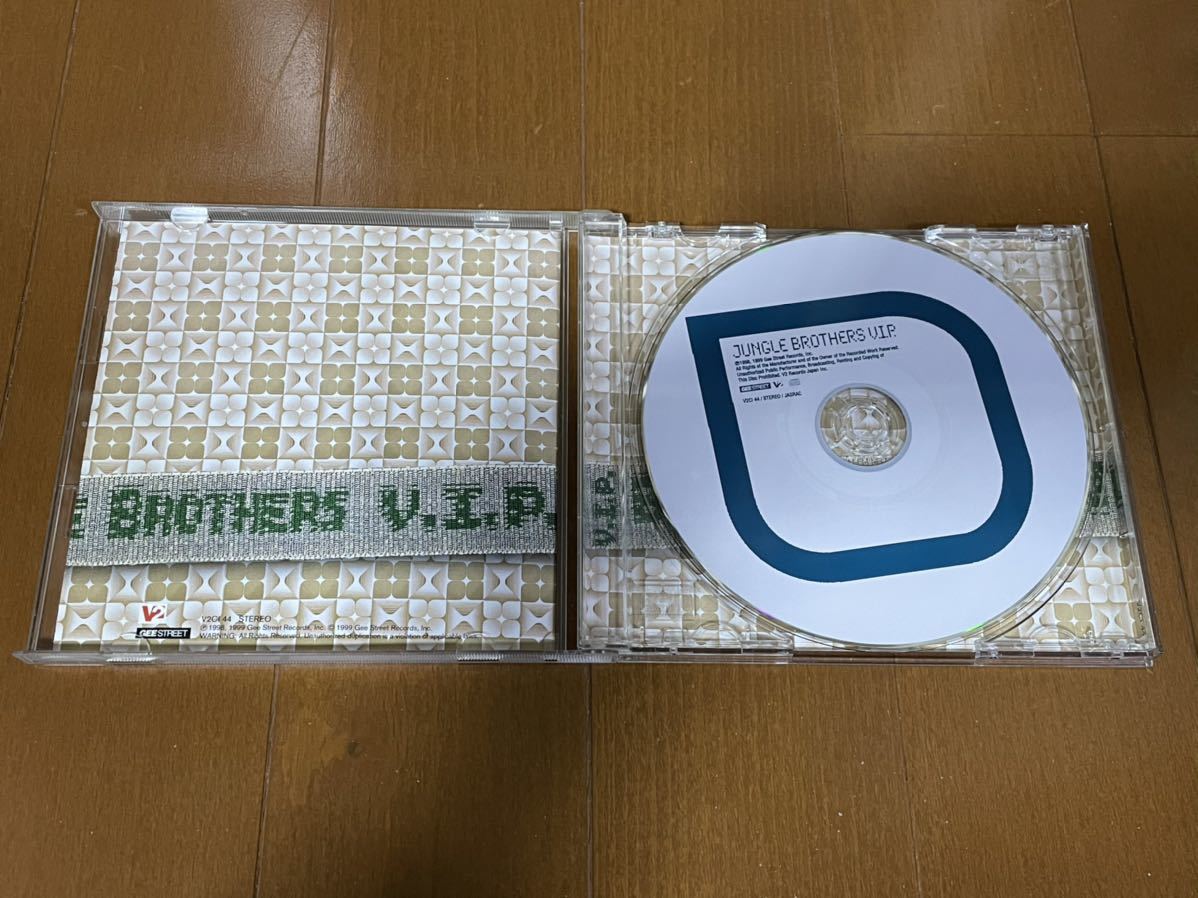 BROTHERS V.I.P.
V2
GEE STREET
V2CI 44 STEREO
℗ 1998, 1999 Gee Street Records, Inc. © 1999 Gee Street Records, Inc.
WARNING: All Rights Reserved. Unauthorized duplication is a violation of applicable laws.
V.I.P.
JUNGLE BROTHERS V.I.P.
℗1998, 1999 Gee Street Records, Inc.
All Rights of the Manufacturer and of the Owner of the Recorded Work Reserved.
Unauthorized Public Performance, Broadcasting, Renting and Copying of
This Disc Prohibited. V2 Records Japan Inc.
GEE STREET V2
V2CI 44 / STEREO / JASRAC